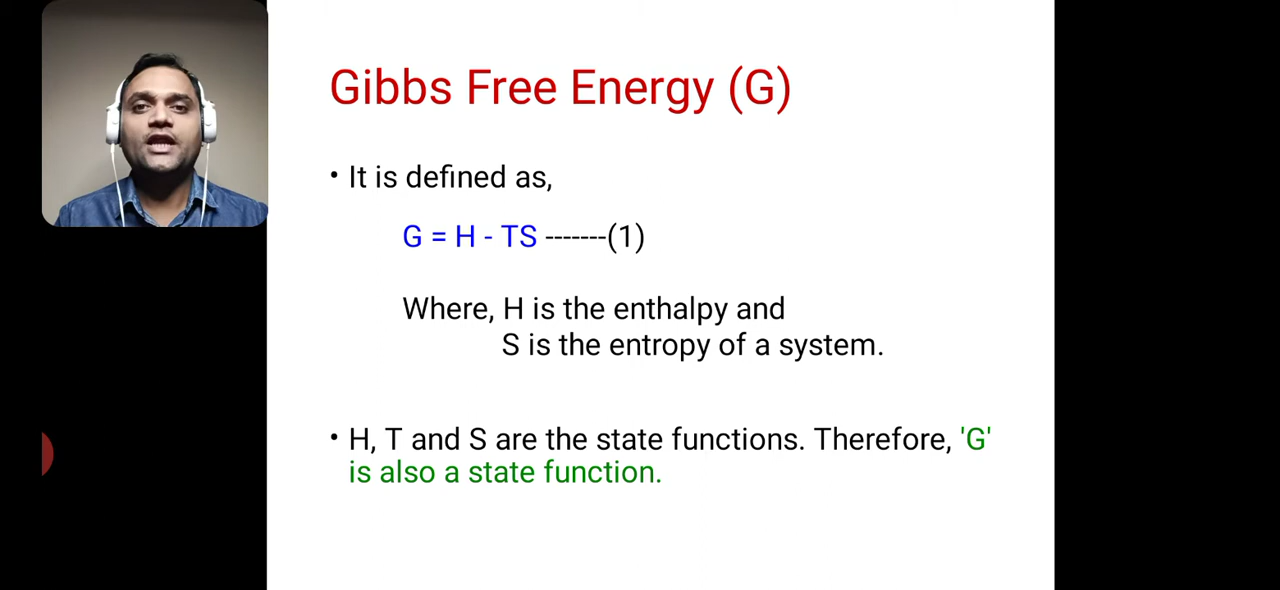 Gibbs Free Energy (G)
• It is defined as,
G = H - TS -------(1)
Where, H is the enthalpy and
S is the entropy of a system.
• H, T and S are the state functions. Therefore, 'G'
is also a state function.